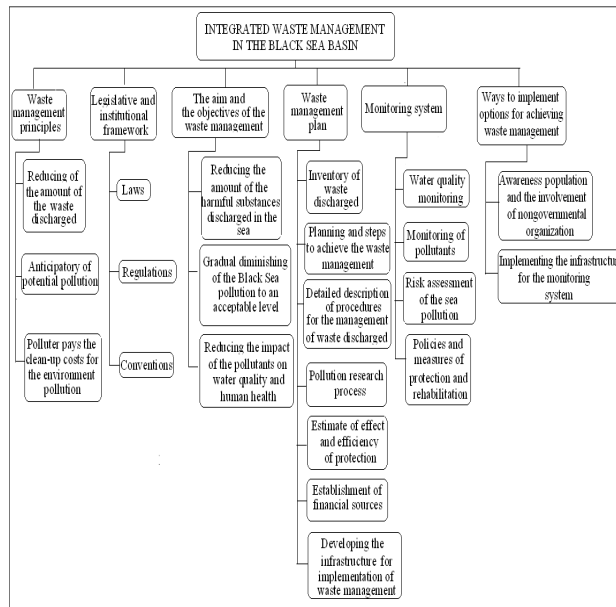 INTEGRATED WASTE MANAGEMENT
IN THE BLACK SEA BASIN
Waste
management
principles
Reducing of
the amount of
the waste
discharged
Anticipatory of
potential pollution
Polluter pays the
clean-up costs for
the environment
pollution
Legislative and
institutional
framework
Laws
Regulations
Conventions
The aim and
the objectives of the
waste management
Reducing the
amount of the
harmful substances
discharged in the
sea
Gradual diminishing
of the Black Sea
pollution to an
acceptable level
Reducing the impact
of the pollutants on
water quality and
human health
Waste
management
plan
Inventory of
waste
discharged
Planning and steps
to achieve the waste
management
Detailed description
of procedures
for the management
of waste discharged
Pollution research
process
Estimate of effect
and efficiency
of protection
Establishment of
financial sources
Developing the
infrastructure for
implementation of
waste management
Monitoring system
Water quality
monitoring
Monitoring of
pollutants
Risk assessment
of the sea
pollution
Policies and
measures of
protection and
rehabilitation
Ways to implement
options for achieving
waste management
Awareness population
and the involvement
of nongovernmental
organization
Implementing the infrastructure
for the monitoring
system